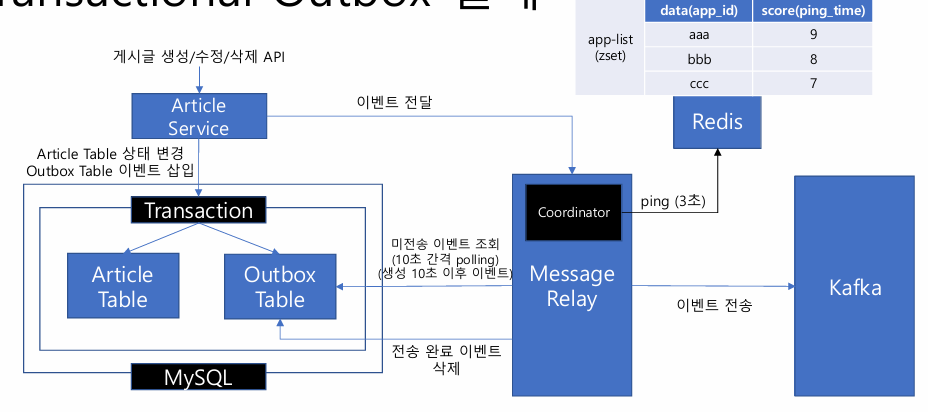 Transactional Outbox 설계
data(app_id) score(ping_time)
app-list
(zset)
aaa 9
bbb 8
ccc 7
게시글 생성/수정/삭제 API
이벤트 전달
Article
Service
Redis
Article Table 상태 변경
Outbox Table 이벤트 삽입
Transaction
Coordinator
ping (3초)
미전송 이벤트 조회
(10초 간격 polling)
(생성 10초 이후 이벤트)
Article
Table
Outbox
Table
Message
Relay
이벤트 전송
Kafka
전송 완료 이벤트
삭제
MySQL